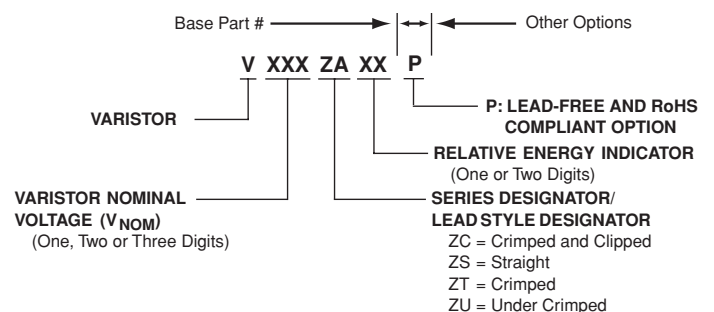 Base Part #
Other Options
V XXX ZA XX P
P: LEAD-FREE AND RoHS
COMPLIANT OPTION
VARISTOR
RELATIVE ENERGY INDICATOR
(One or Two Digits)
VARISTOR NOMINAL
VOLTAGE (VNOM)
(One, Two or Three Digits)
SERIES DESIGNATOR/
LEAD STYLE DESIGNATOR
ZC = Crimped and Clipped
ZS = Straight
ZT = Crimped
ZU = Under Crimped